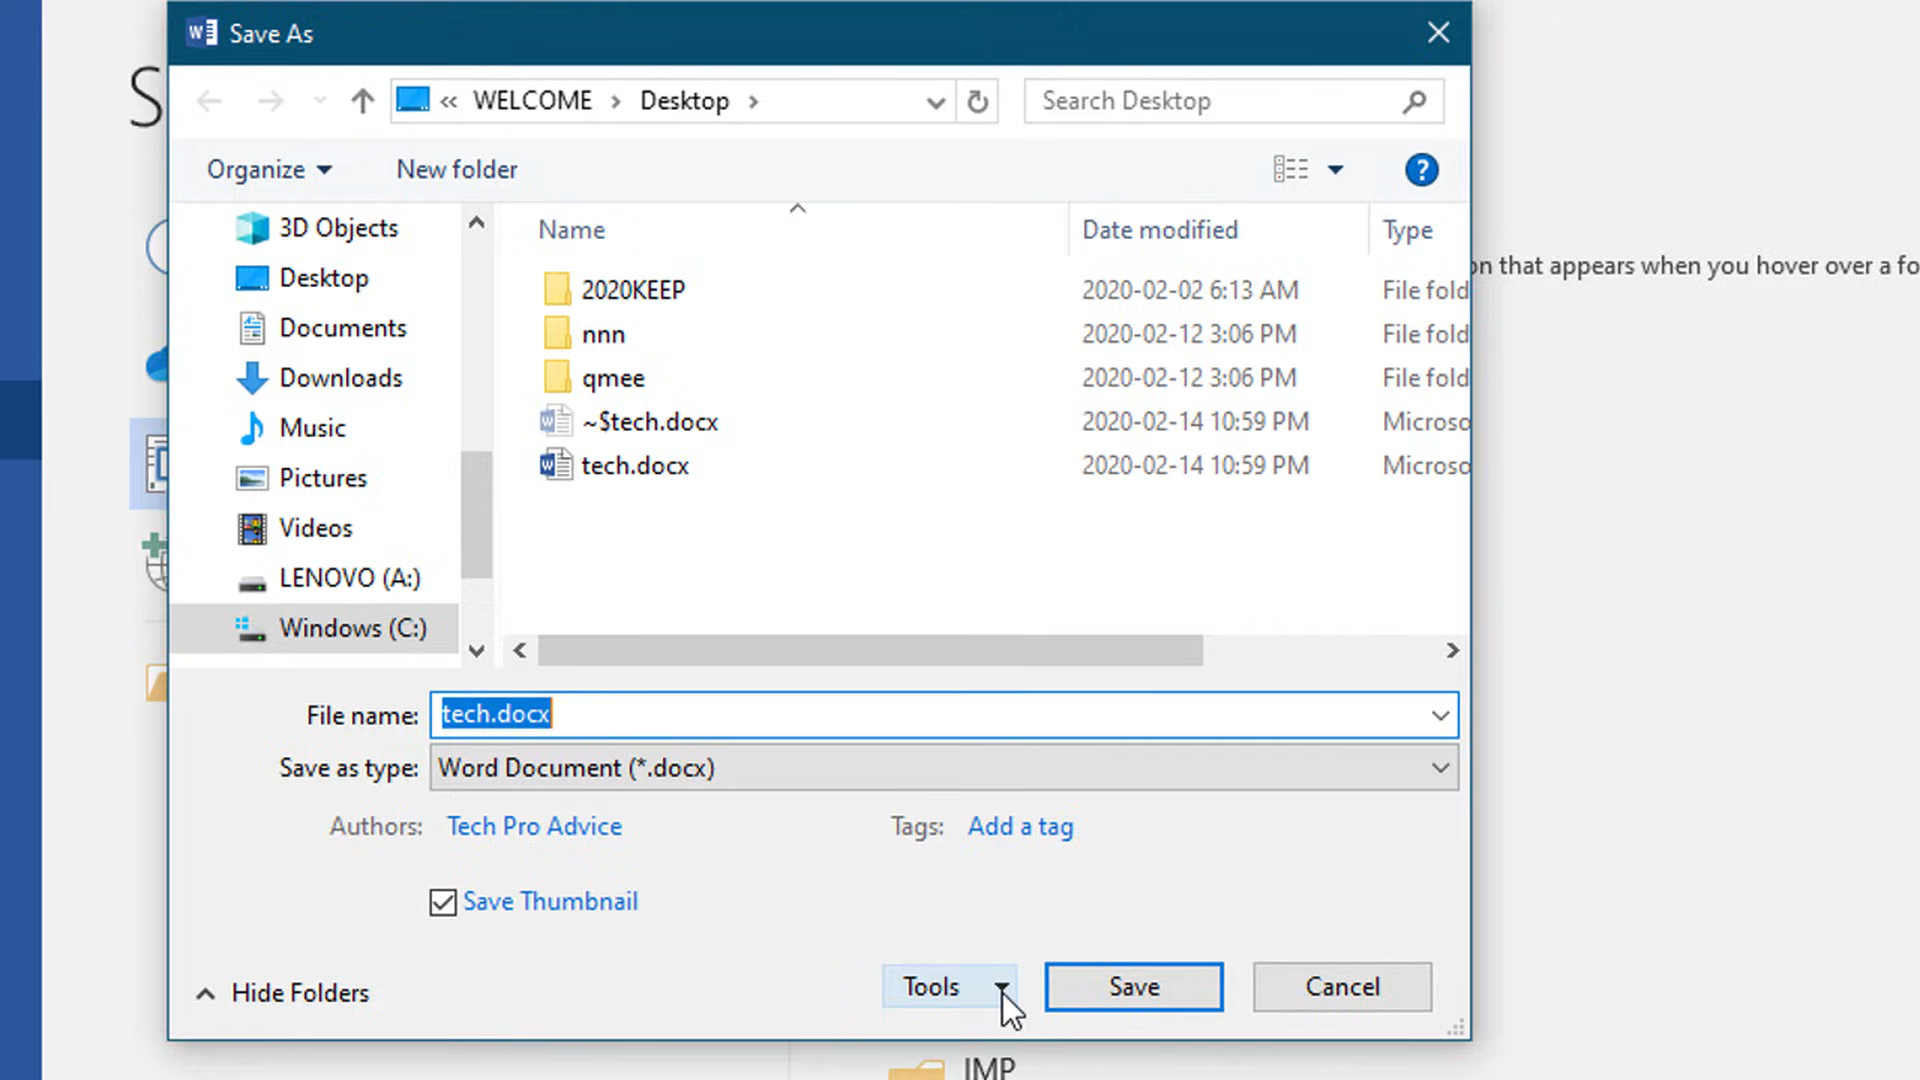 S
Save As
« WELCOME › Desktop ›
Search Desktop
Organize
New folder
?
Name
Date modified
Type
3D Objects
Desktop
Documents
Downloads
Music
Pictures
Videos
LENOVO (A:)
Windows (C:)
2020KEEP 2020-02-02 6:13 AM File fold
nnn 2020-02-12 3:06 PM File fold
qmee 2020-02-12 3:06 PM File fold
~$tech.docx 2020-02-14 10:59 PM Microso
tech.docx 2020-02-14 10:59 PM Microso
on that appears when you hover over a fo
File name: tech.docx
Save as type: Word Document (*.docx)
Authors: Tech Pro Advice
Tags: Add a tag
Save Thumbnail
Hide Folders
Tools
Save
Cancel
IMP